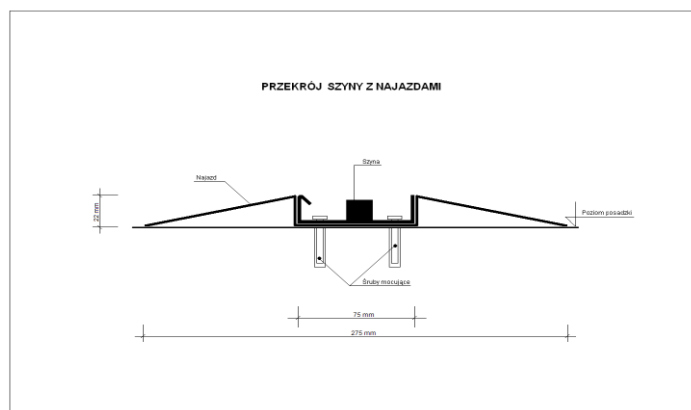 PRZEKRÓJ SZYNY Z NAJAZDAMI
Szyna
Najazd
22 mm
Poziom posadzki
Śruby mocujące
75 mm
275 mm